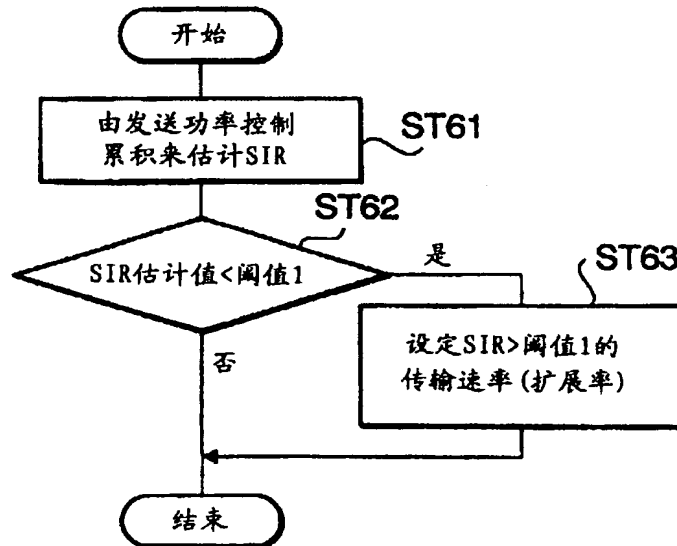 开始
由发送功率控制
累积来估计SIR
ST61
ST62
SIR估计值<阈值1
是
ST63
设定SIR>阈值1的
传输速率(扩展率)
否
结束